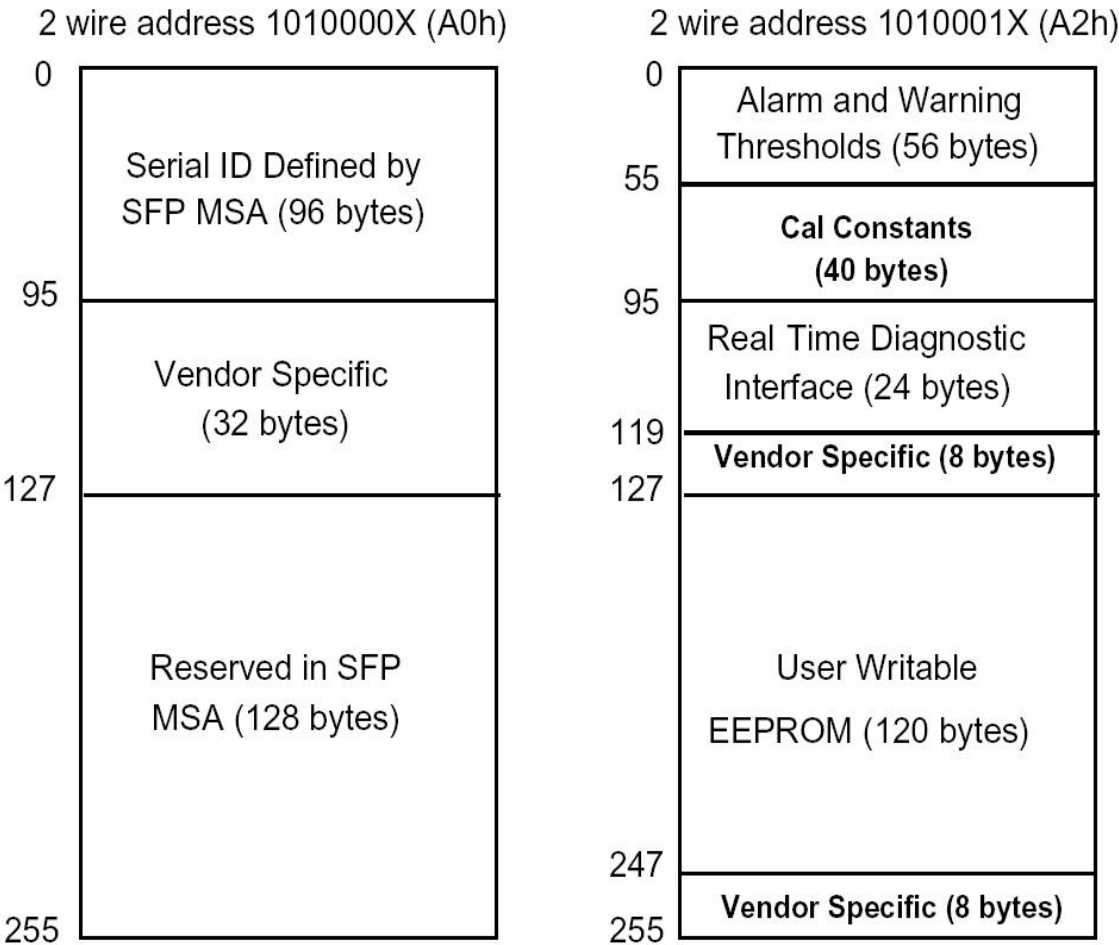 2 wire address 1010000X (A0h)
0
Serial ID Defined by
SFP MSA (96 bytes)
95
Vendor Specific
(32 bytes)
127
Reserved in SFP
MSA (128 bytes)
255
2 wire address 1010001X (A2h)
0
Alarm and Warning
Thresholds (56 bytes)
55
Cal Constants
(40 bytes)
95
Real Time Diagnostic
Interface (24 bytes)
119
Vendor Specific (8 bytes)
127
User Writable
EEPROM (120 bytes)
247
Vendor Specific (8 bytes)
255